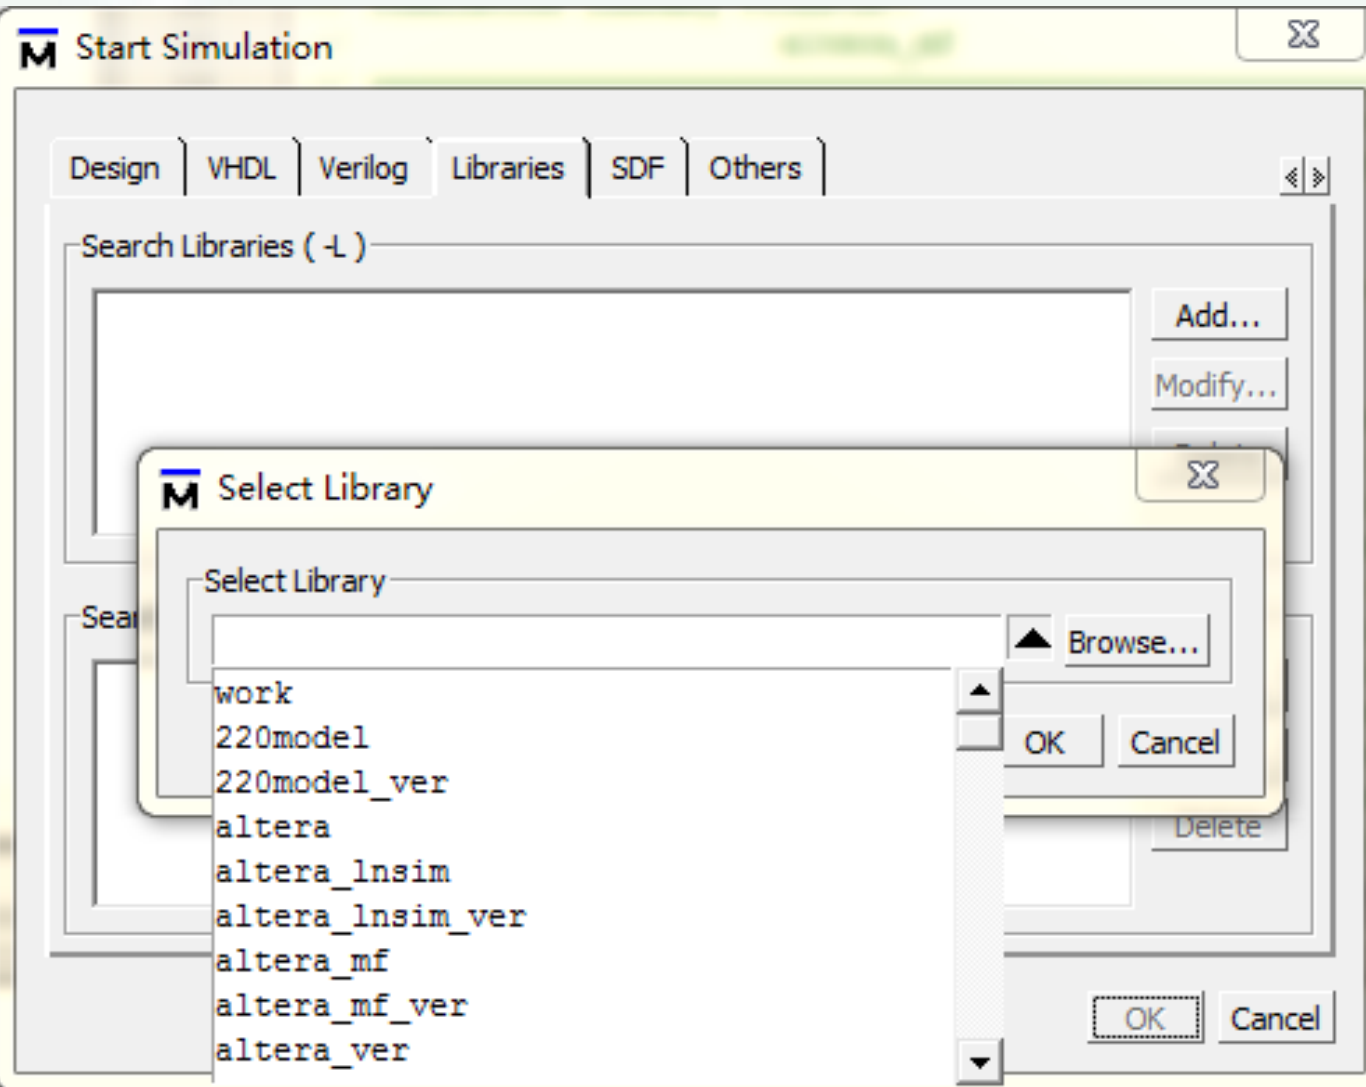 Start Simulation
Design VHDL Verilog Libraries SDF Others
Search Libraries ( -L )
Add...
Modify...
Select Library
Select Library
Browse...
work
220model
220model_ver
altera
altera_lnsim
altera_lnsim_ver
altera_mf
altera_mf_ver
altera_ver
OK Cancel
Delete
OK Cancel